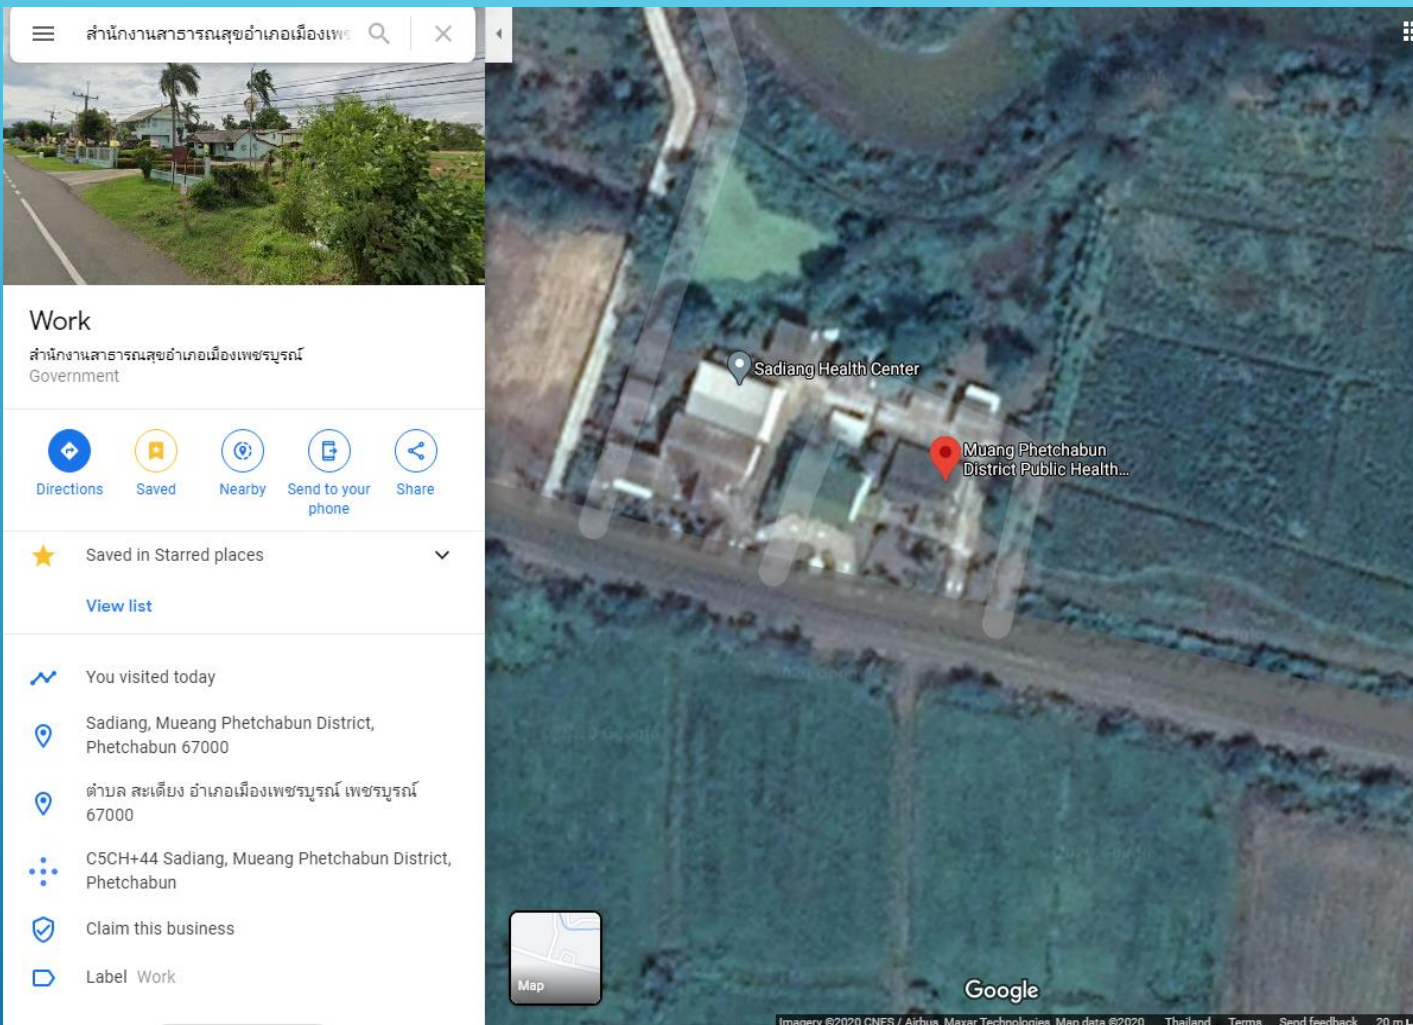 สำนักงานสาธารณสุขอำเภอเมืองเพช
Work
สำนักงานสาธารณสุขอำเภอเมืองเพชรบูรณ์
Government
Directions
Saved
Nearby
Send to your
phone
Share
Saved in Starred places
View list
You visited today
Sadiang, Mueang Phetchabun District,
Phetchabun 67000
ตำบล สะเดียง อำเภอเมืองเพชรบูรณ์ เพชรบูรณ์
67000
C5CH+44 Sadiang, Mueang Phetchabun District,
Phetchabun
Claim this business
Label Work
Sadiang Health Center
Muang Phetchabun
District Public Health...
Map
Google
Imagery ©2020 CNES / Airbus, Maxar Technologies, Map data ©2020 Thailand Terms Send feedback 20 m